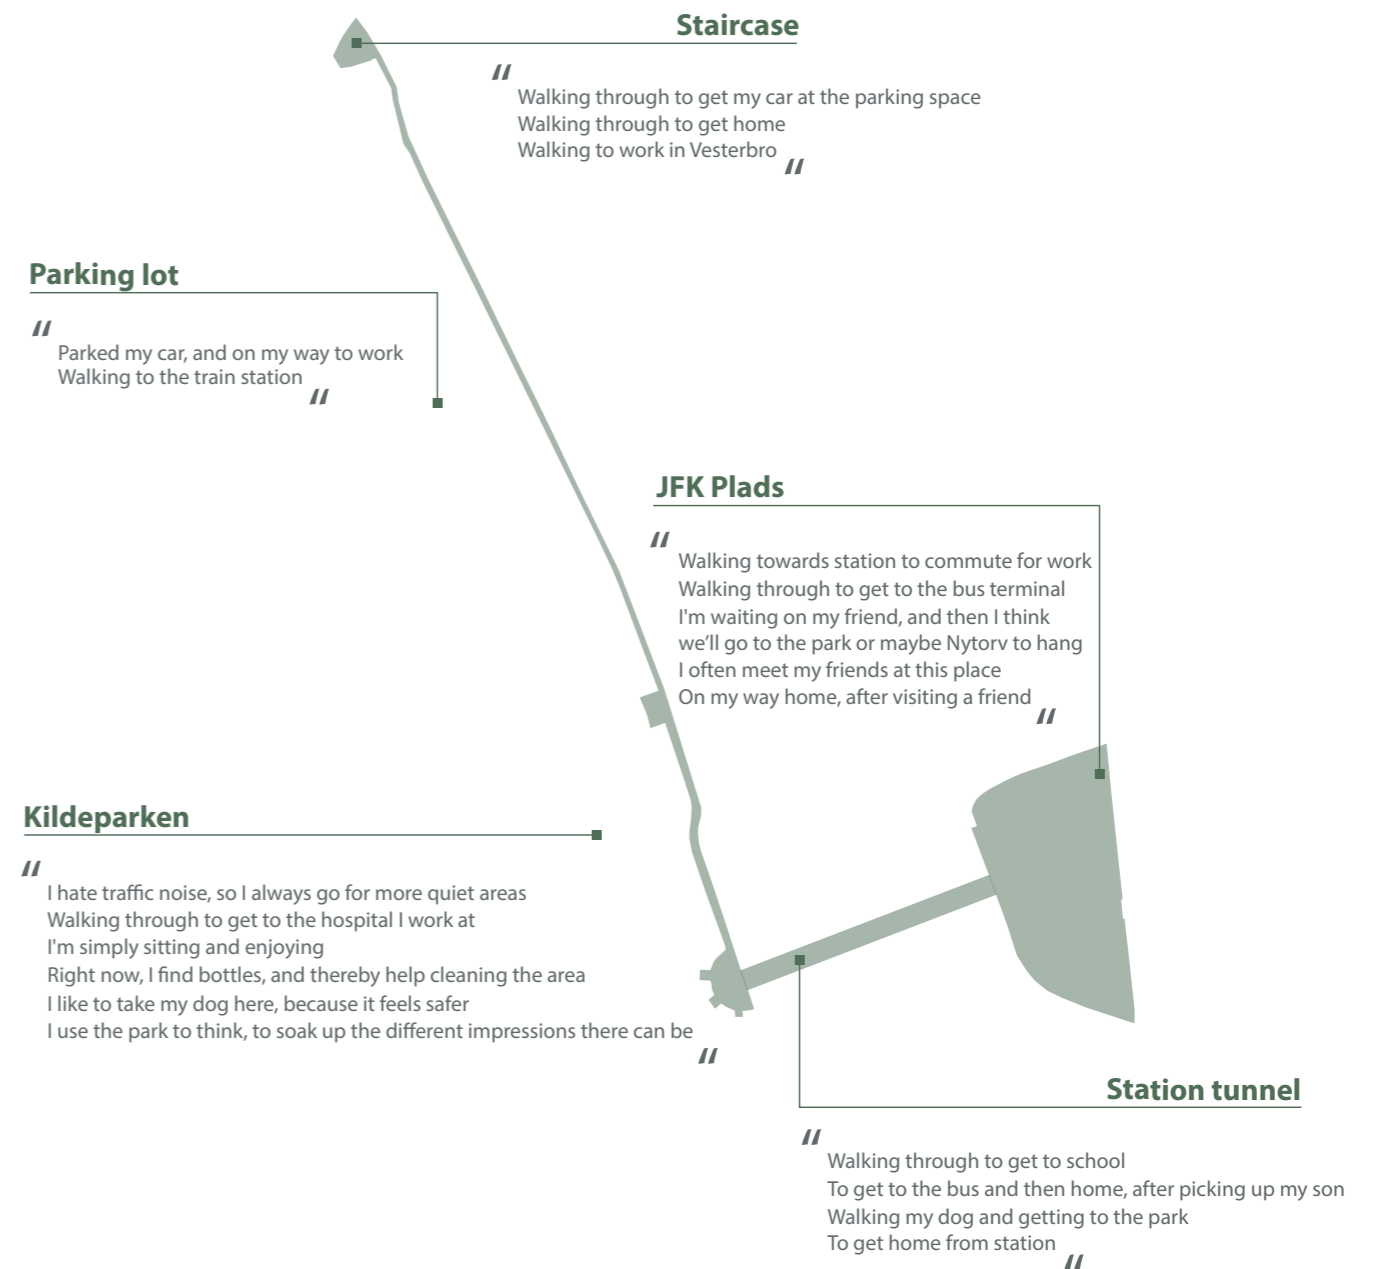 Staircase
"
Walking through to get my car at the parking space
Walking through to get home
Walking to work in Vesterbro
"
Parking lot
"
Parked my car, and on my way to work
Walking to the train station
"
JFK Plads
"
Walking towards station to commute for work
Walking through to get to the bus terminal
I'm waiting on my friend, and then I think
we’ll go to the park or maybe Nytorv to hang
I often meet my friends at this place
On my way home, after visiting a friend
"
Kildeparken
"
I hate traffic noise, so I always go for more quiet areas
Walking through to get to the hospital I work at
I'm simply sitting and enjoying
Right now, I find bottles, and thereby help cleaning the area
I like to take my dog here, because it feels safer
I use the park to think, to soak up the different impressions there can be
"
Station tunnel
"
Walking through to get to school
To get to the bus and then home, after picking up my son
Walking my dog and getting to the park
To get home from station
"